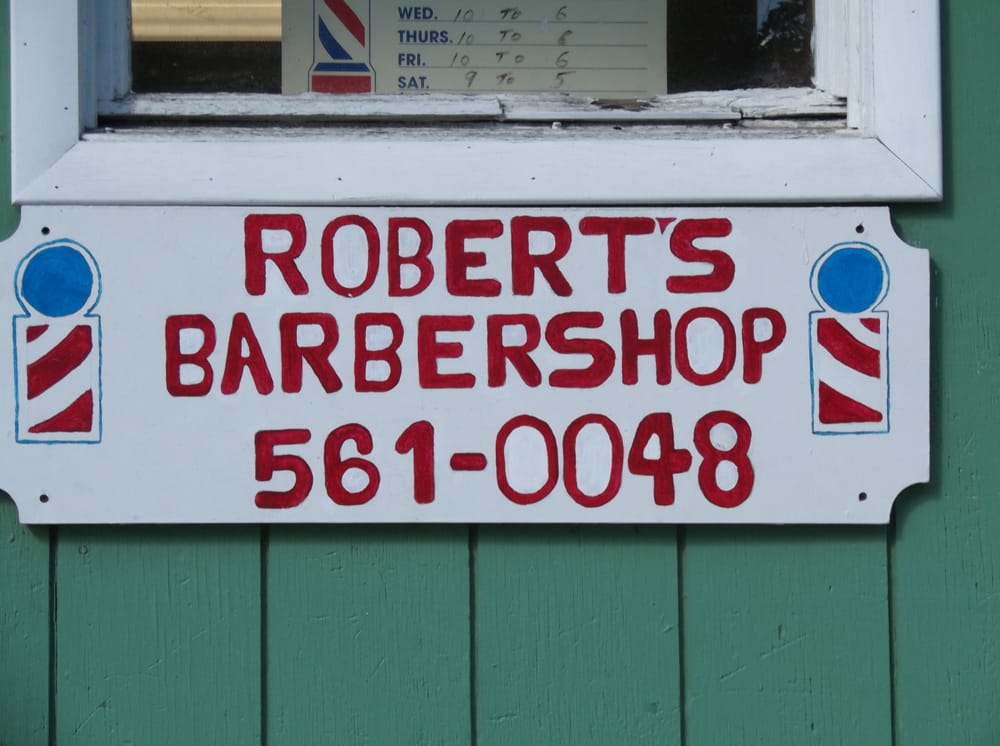 WED. 10 TO 6
THURS. 10 TO 8
FRI. 10 TO 6
SAT. 9 TO 5
ROBERT'S
BARBERSHOP
561-0048